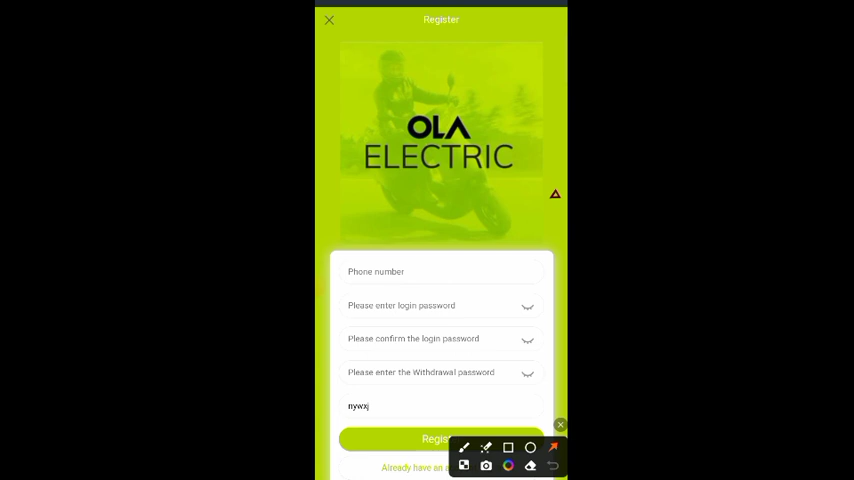 Register
OLA
ELECTRIC
Phone number
Please enter login password
Please confirm the login password
Please enter the Withdrawal password
nywxj
Regis
Already have an a